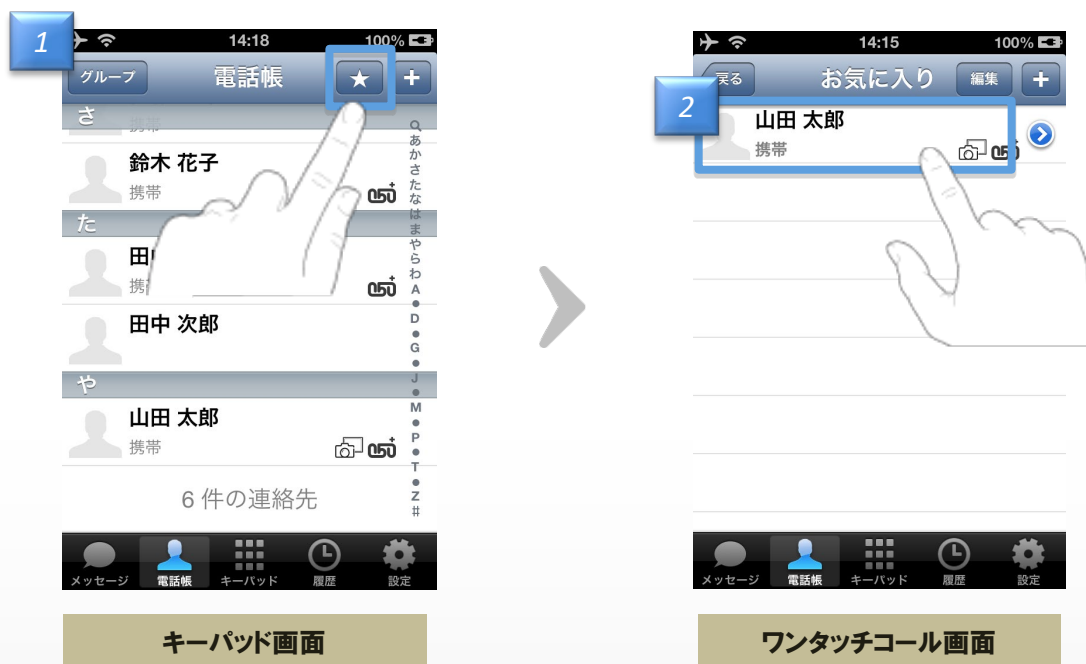 1
14:18 100%
グループ 電話帳 ★ +
さ
鈴木 花子
携帯 050+
た
田
携
050+
田中 次郎
や
山田 太郎
携帯 050+
6 件の連絡先
あ
か
さ
た
な
は
ま
や
ら
わ
A
●
D
●
G
●
J
●
M
●
P
●
T
●
Z
#
メッセージ 電話帳 キーパッド 履歴 設定
キーパッド画面
2
14:15 100%
戻る お気に入り 編集 +
山田 太郎
携帯
メッセージ 電話帳 キーパッド 履歴 設定
ワンタッチコール画面